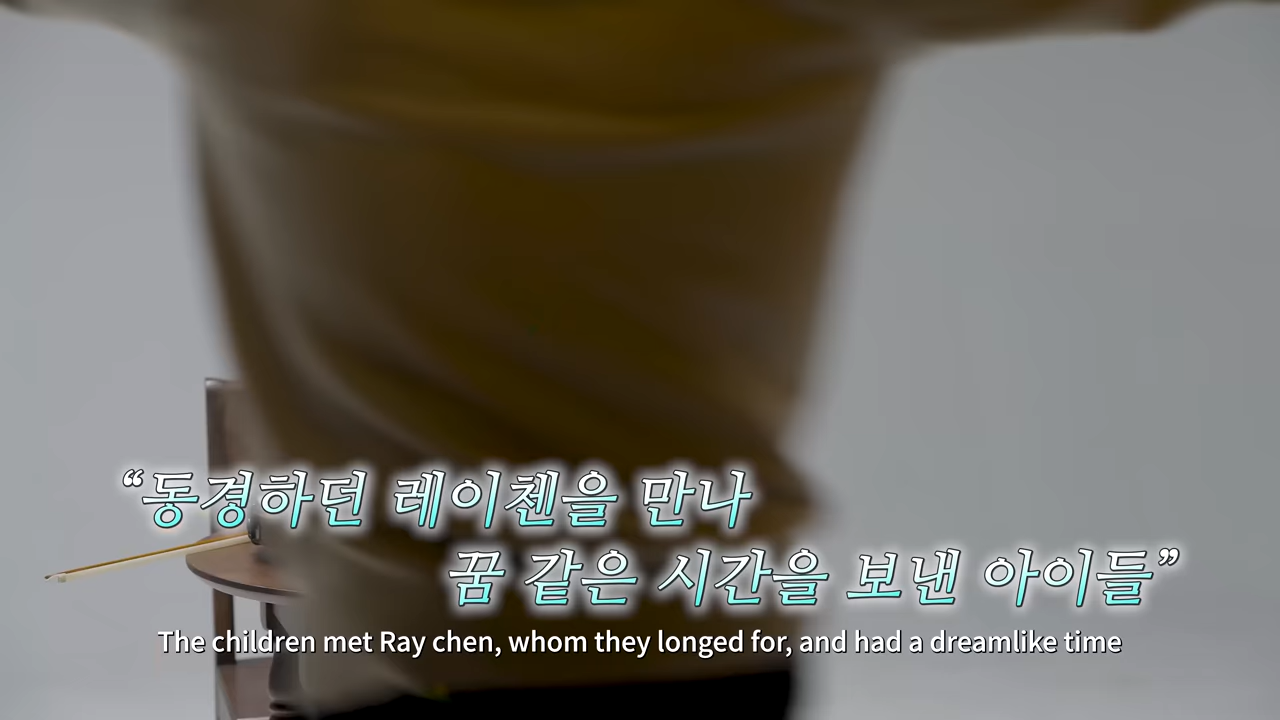 “동경하던 레이첸을 만나
꿈 같은 시간을 보낸 아이들”
The children met Ray chen, whom they longed for, and had a dreamlike time